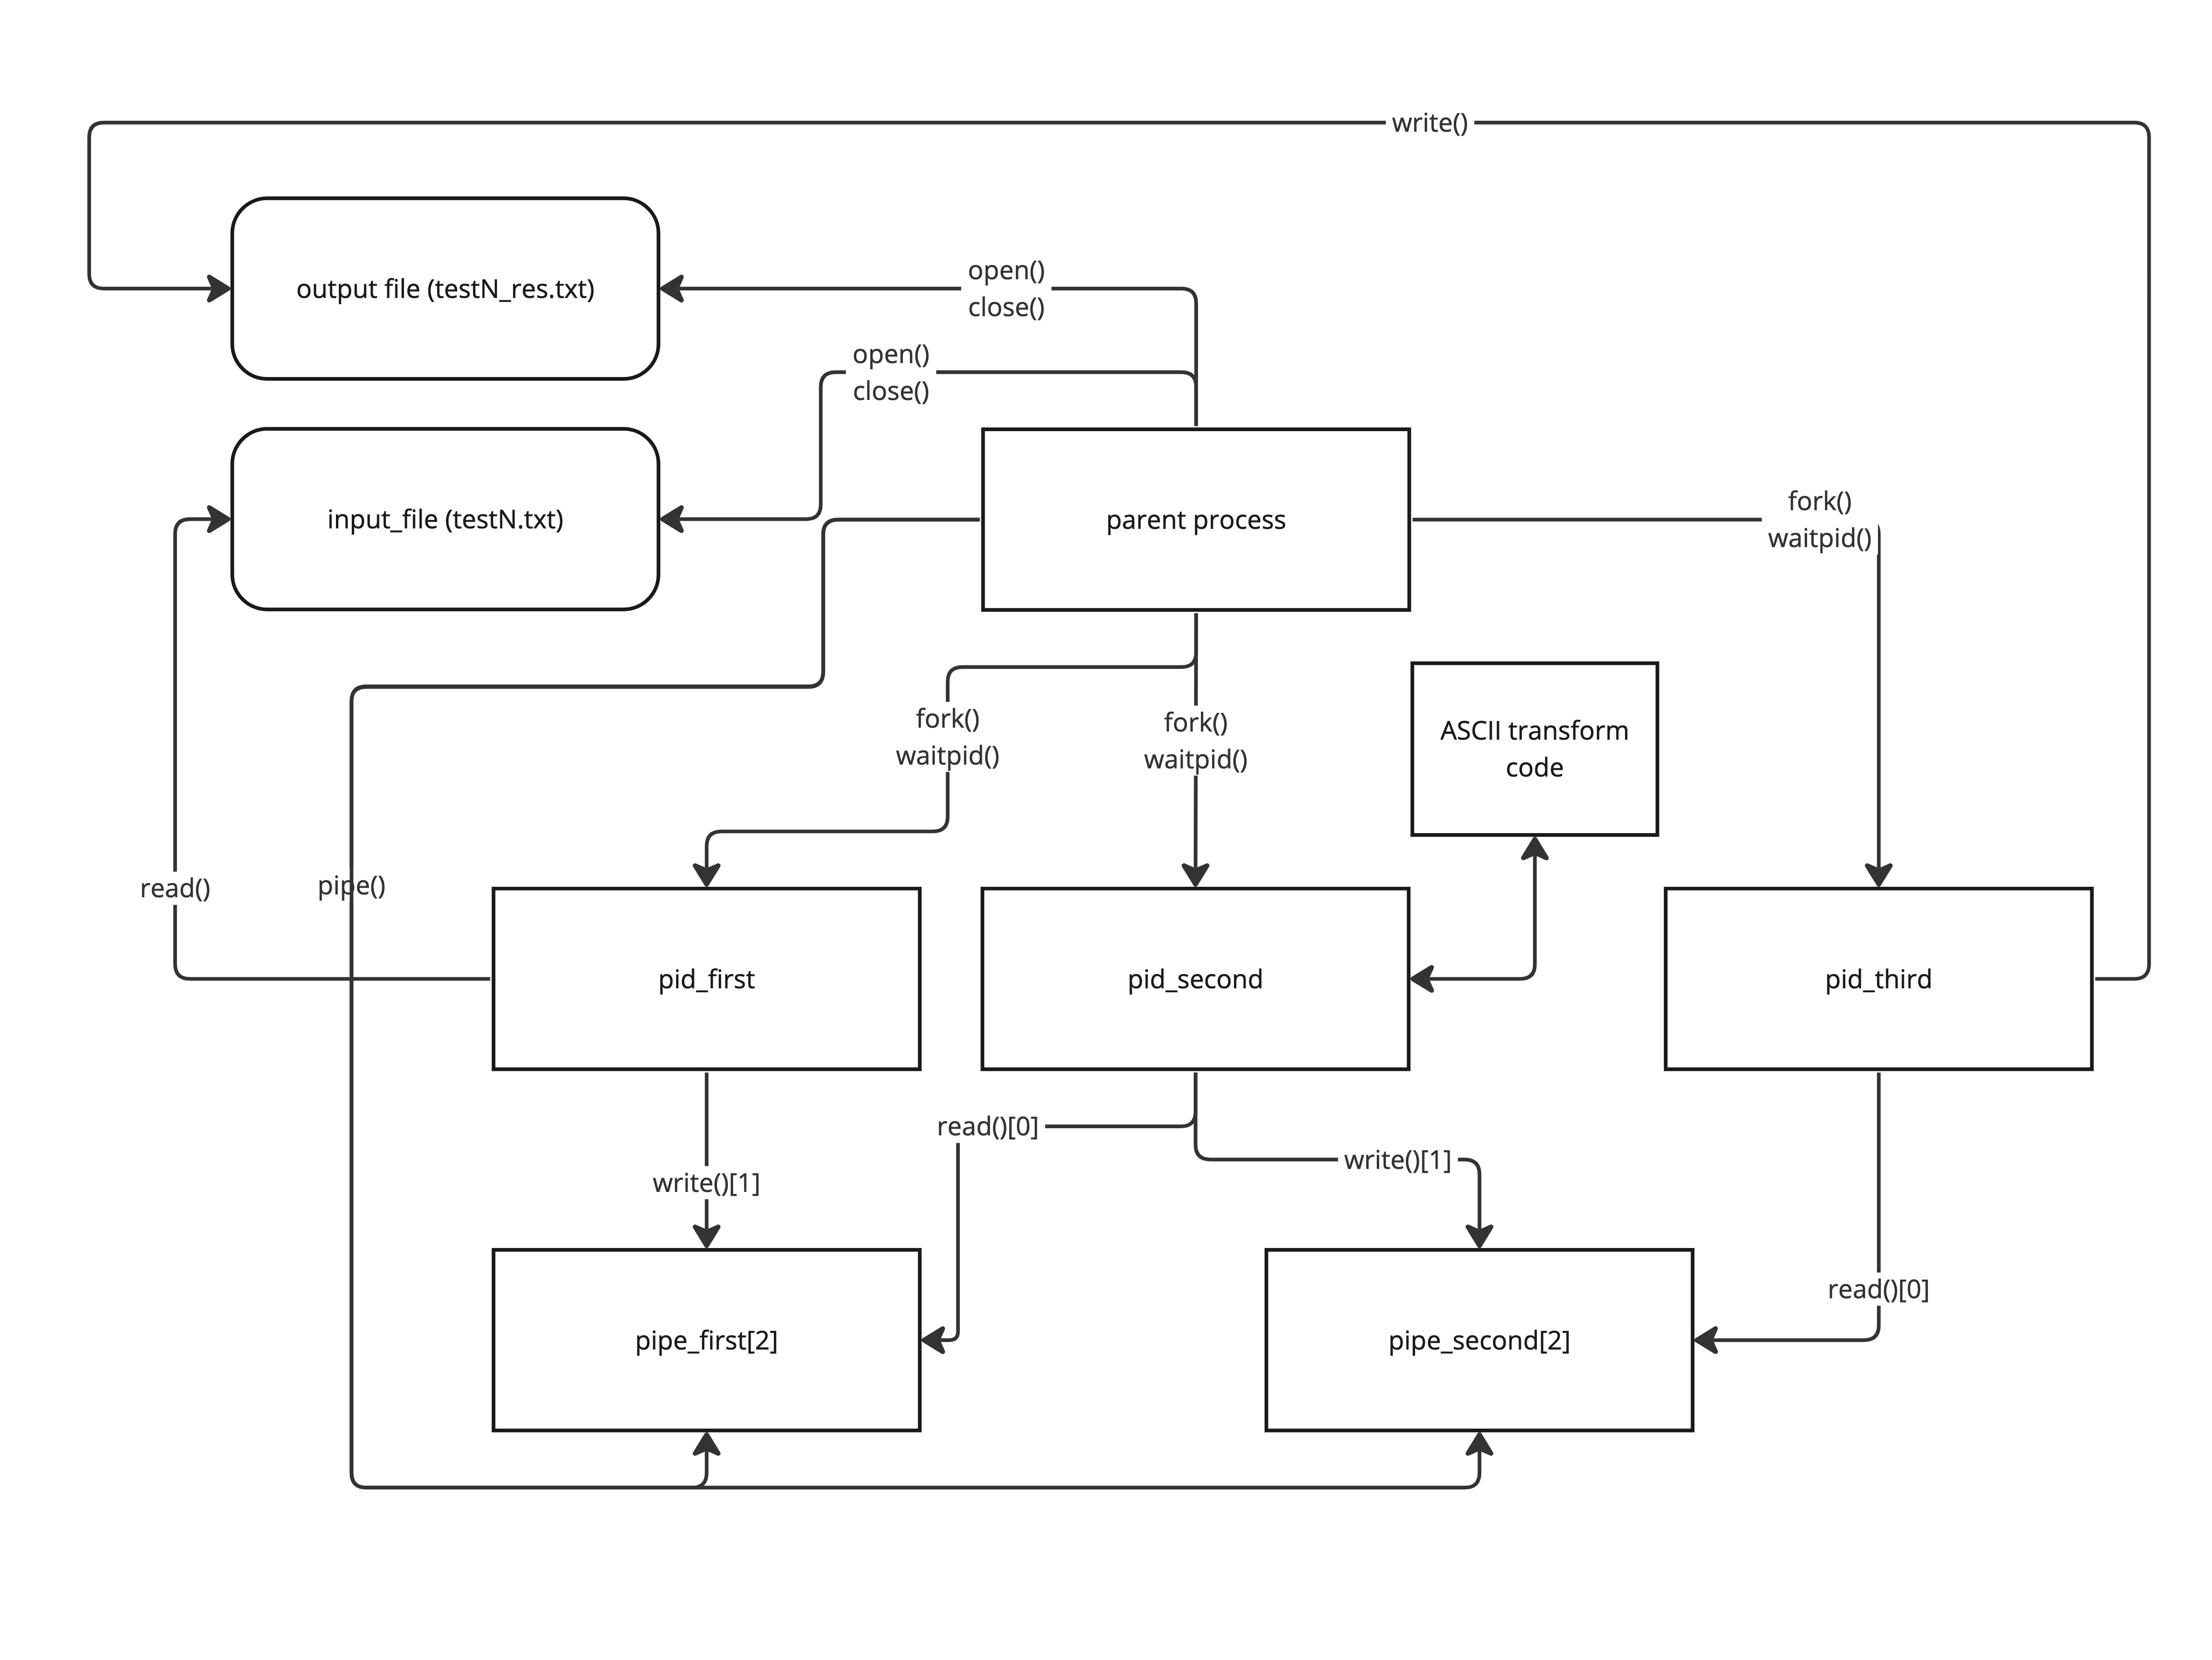 write()
output file (testN_res.txt)
open()
close()
open()
close()
input_file (testN.txt)
parent process
fork()
waitpid()
fork()
waitpid()
fork()
waitpid()
ASCII transform
code
read()
pipe()
pid_first
pid_second
pid_third
read()[0]
write()[1]
write()[1]
read()[0]
pipe_first[2]
pipe_second[2]